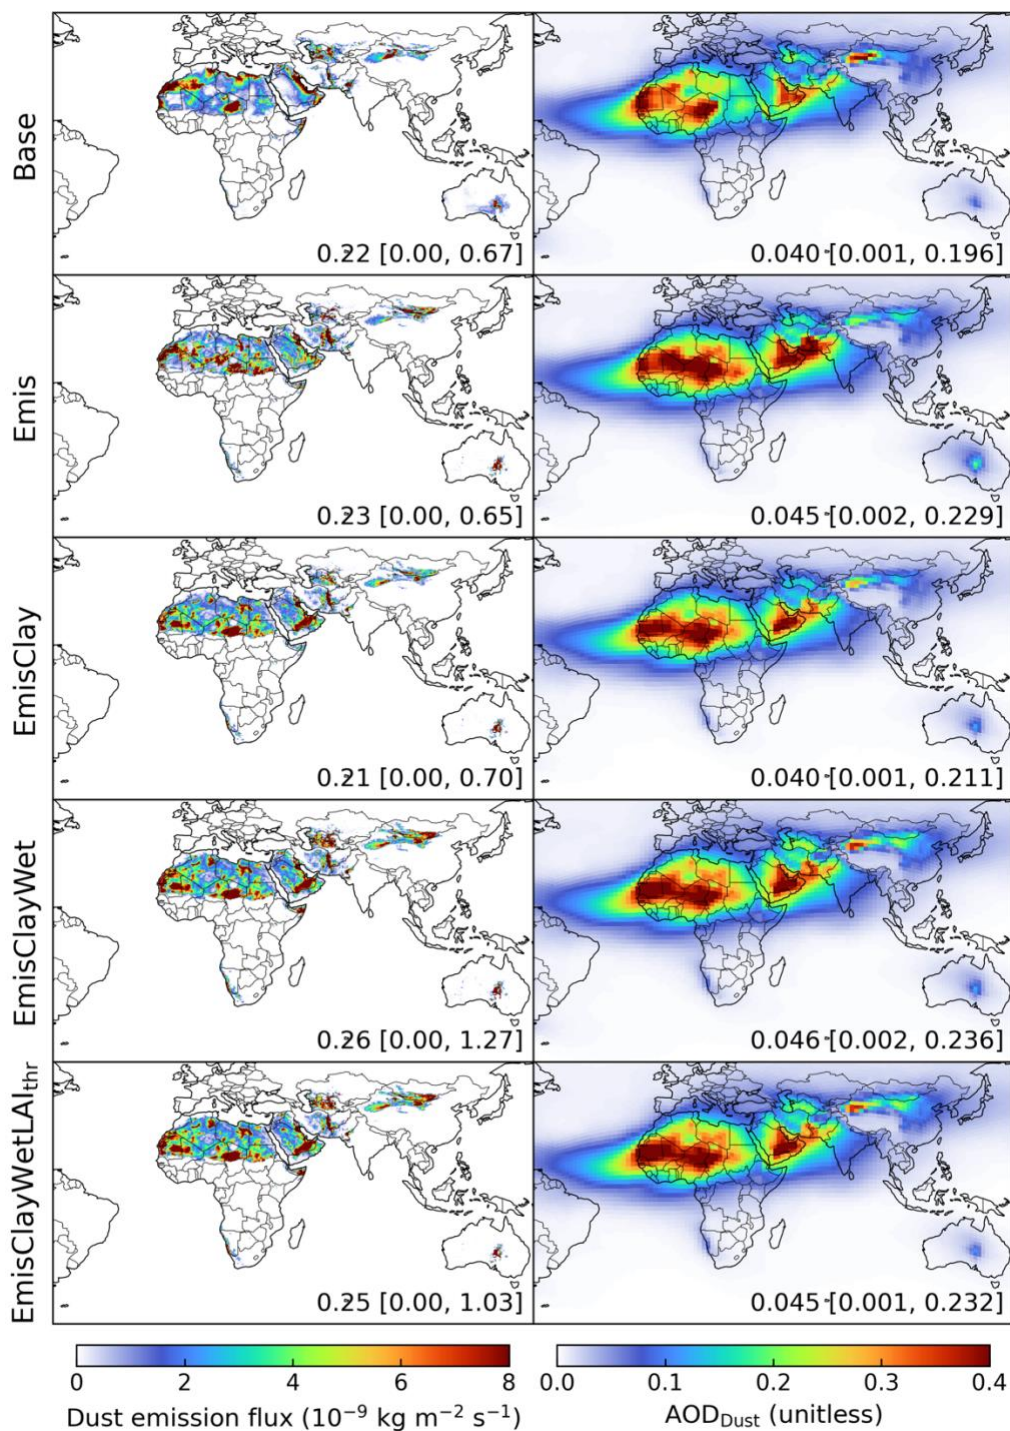 Base
0.22 [0.00, 0.67]
0.040 [0.001, 0.196]
Emis
0.23 [0.00, 0.65]
0.045 [0.002, 0.229]
EmisClay
0.21 [0.00, 0.70]
0.040 [0.001, 0.211]
EmisClayWet
0.26 [0.00, 1.27]
0.046 [0.002, 0.236]
EmisClayWetLAIthr
0.25 [0.00, 1.03]
0.045 [0.001, 0.232]
0 2 4 6 8
Dust emission flux (10⁻⁹ kg m⁻² s⁻¹)
0.0 0.1 0.2 0.3 0.4
AODDust (unitless)